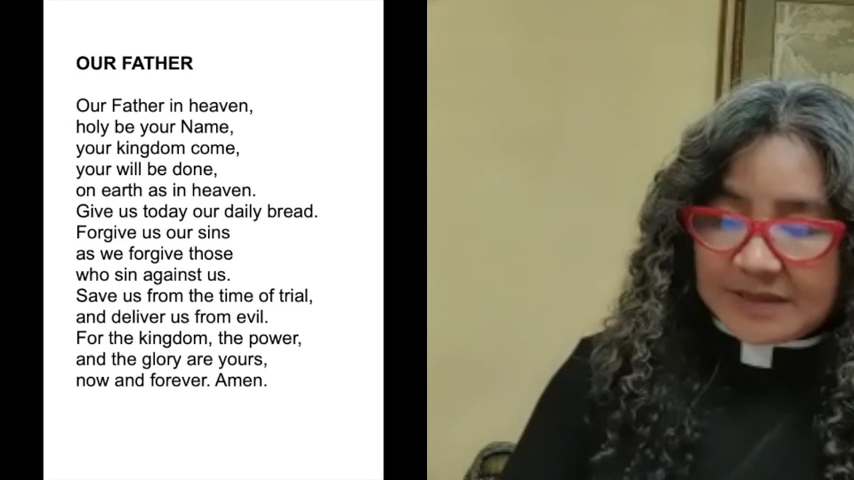 OUR FATHER
Our Father in heaven,
holy be your Name,
your kingdom come,
your will be done,
on earth as in heaven.
Give us today our daily bread.
Forgive us our sins
as we forgive those
who sin against us.
Save us from the time of trial,
and deliver us from evil.
For the kingdom, the power,
and the glory are yours,
now and forever. Amen.